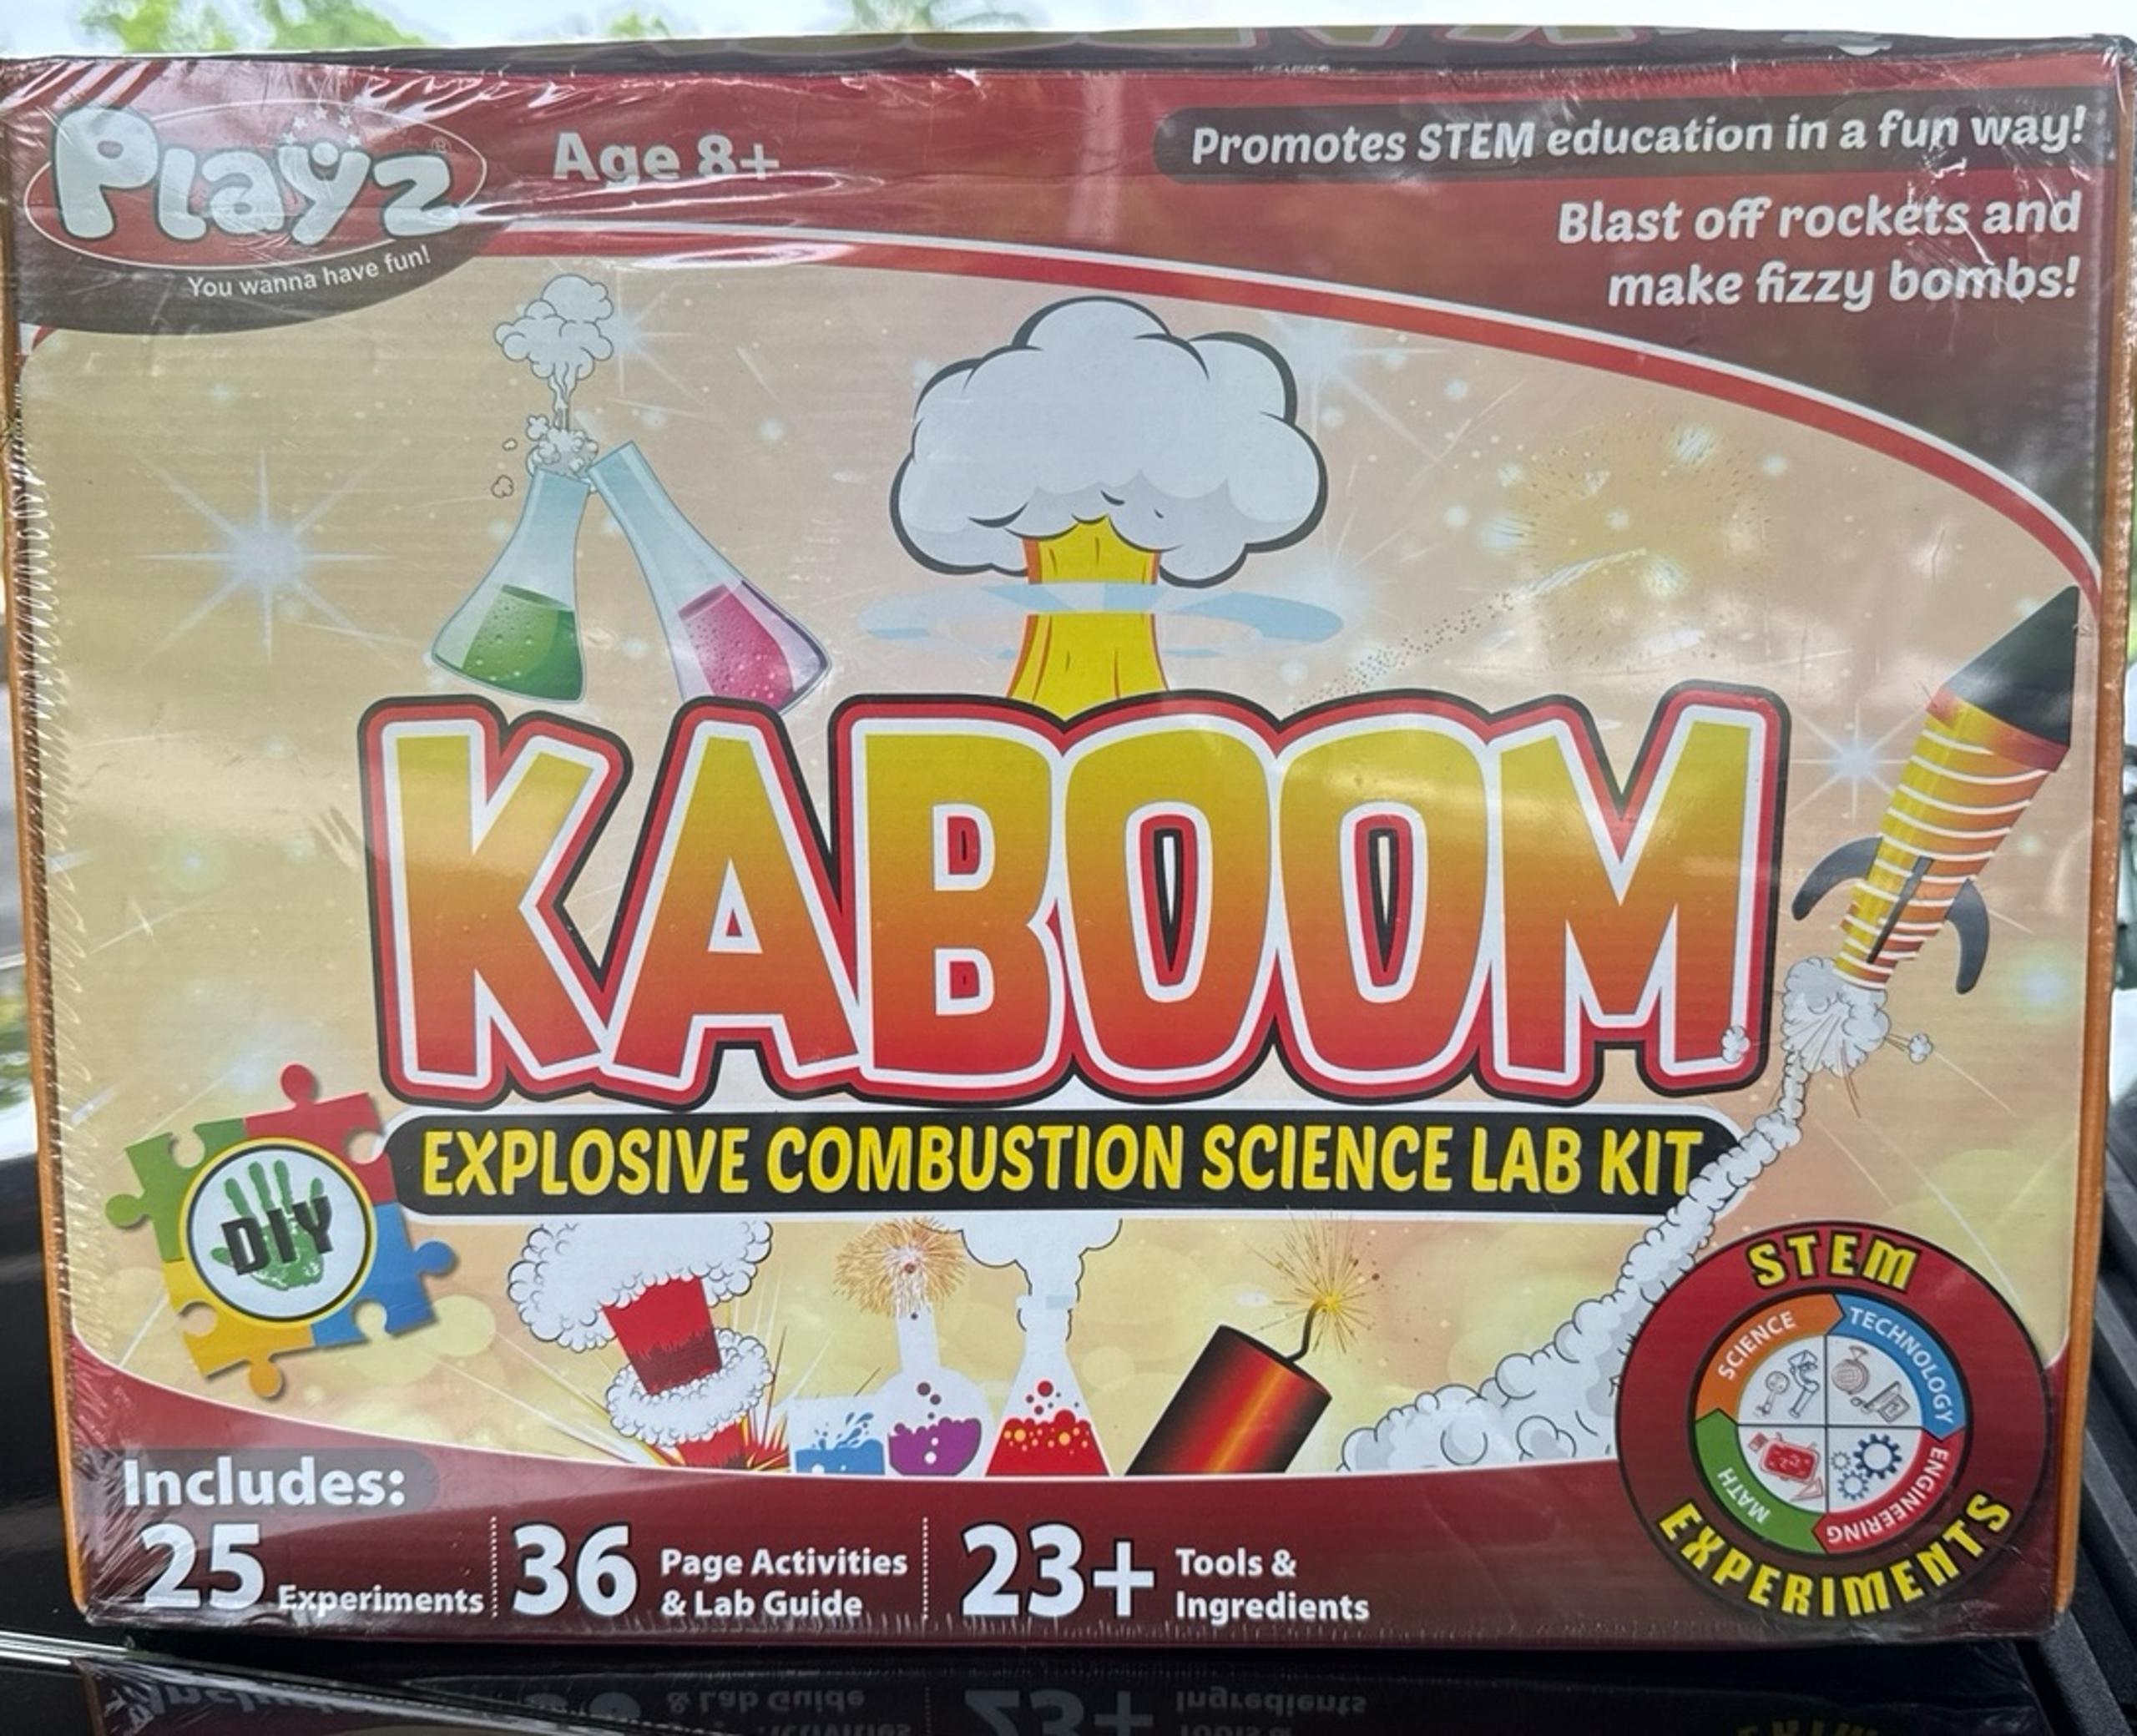 Playz®
You wanna have fun!
Age 8+
Promotes STEM education in a fun way!
Blast off rockets and
make fizzy bombs!
KABOOM
EXPLOSIVE COMBUSTION SCIENCE LAB KIT
DIY
STEM
SCIENCE
TECHNOLOGY
ENGINEERING
MATH
EXPERIMENTS
Includes:
25 Experiments
36 Page Activities
& Lab Guide
23+ Tools &
Ingredients